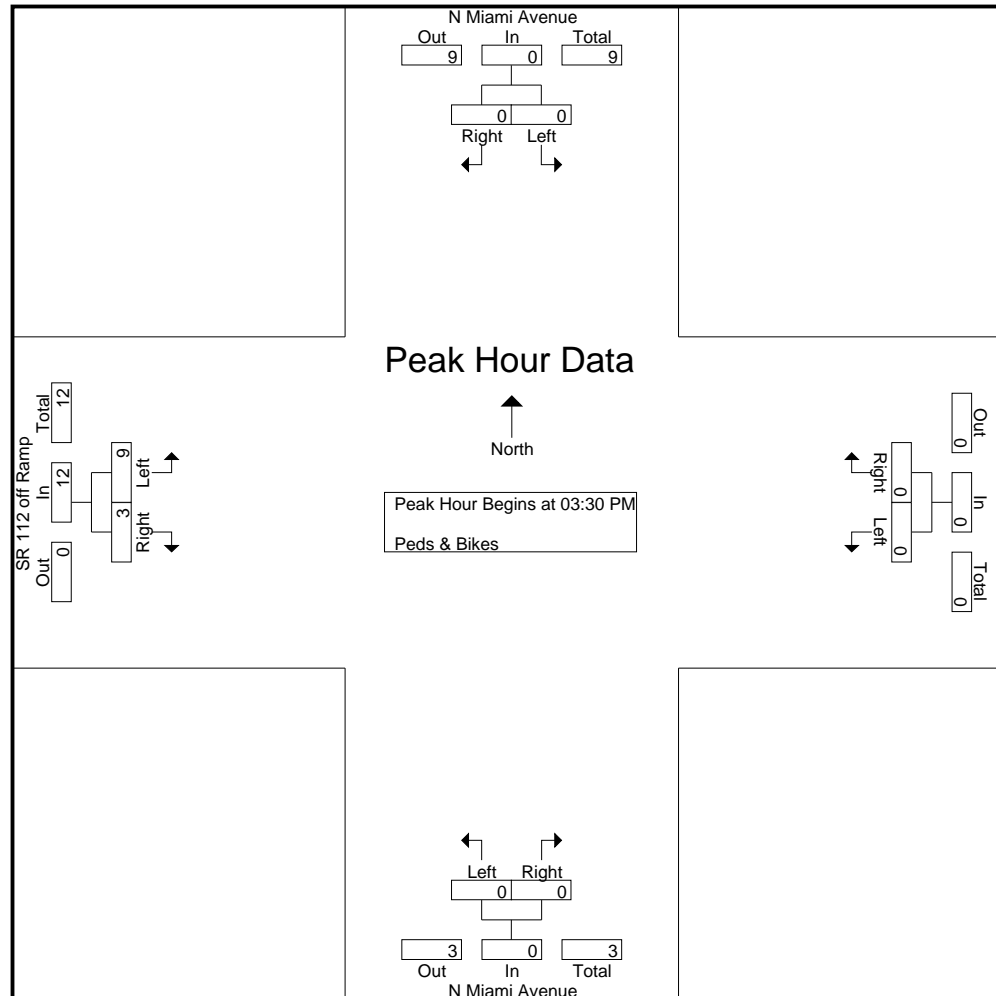 N Miami Avenue
Out In Total
9 0 9
0 0
Right Left
Peak Hour Data
North
Peak Hour Begins at 03:30 PM
Peds & Bikes
SR 112 off Ramp
Out In Total
0 12 12
3 9
Right Left
Out In Total
0 0 0
0 0
Right Left
Left Right
0 0
3 0 3
Out In Total
N Miami Avenue